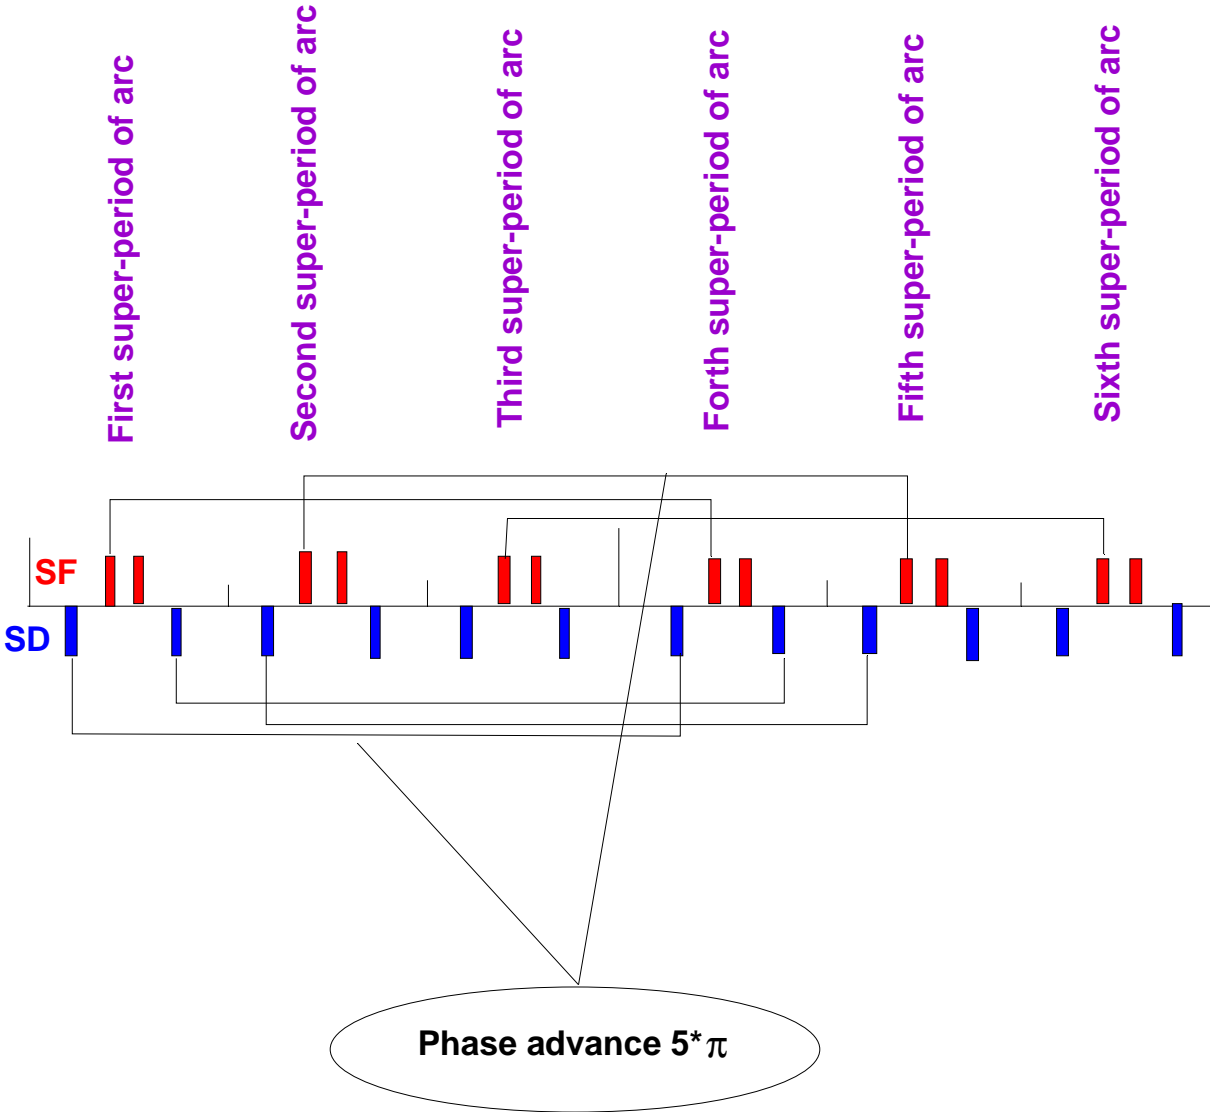 First super-period of arc
Second super-period of arc
Third super-period of arc
Forth super-period of arc
Fifth super-period of arc
Sixth super-period of arc
SF
SD
Phase advance 5*π